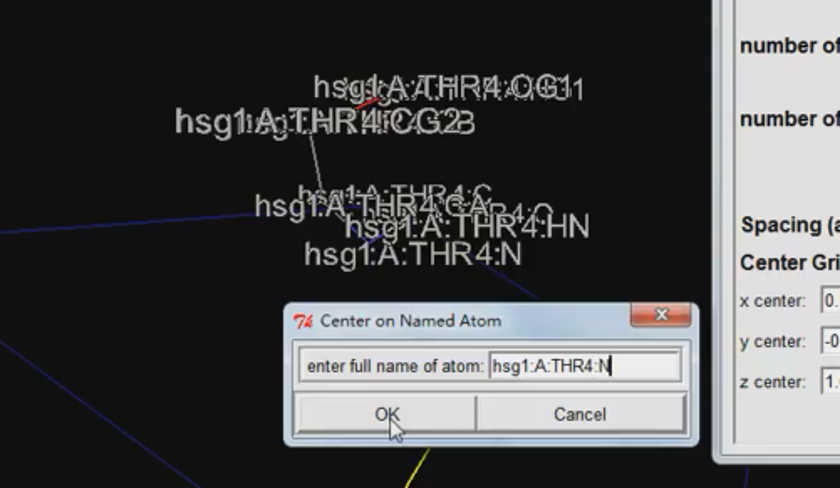 number of
hsg1:A:THR4:OG1
number of
hsg1:A:THR4:CG2
hsg1:A:THR4:C
hsg1:A:THR4:CA
hsg1:A:THR4:HN
Spacing (a
hsg1:A:THR4:N
Center Gri
x center: 0.
Center on Named Atom
y center: -0
enter full name of atom: hsg1:A:THR4:N
z center: 1.
OK Cancel